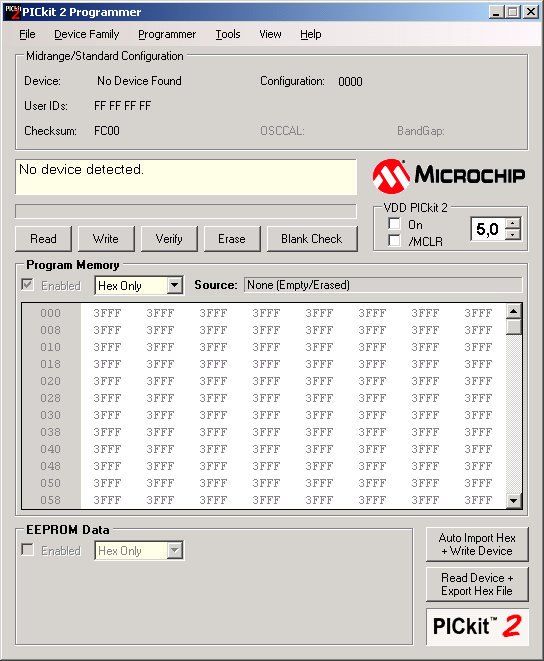 PICkit 2 Programmer
File Device Family Programmer Tools View Help
Midrange/Standard Configuration
Device: No Device Found Configuration: 0000
User IDs: FF FF FF FF
Checksum: FC00 OSCCAL: BandGap:
No device detected.
MICROCHIP
VDD PICkit 2
On
/MCLR
5,0
Read Write Verify Erase Blank Check
Program Memory
Enabled Hex Only Source: None (Empty/Erased)
000 3FFF 3FFF 3FFF 3FFF 3FFF 3FFF 3FFF 3FFF
008 3FFF 3FFF 3FFF 3FFF 3FFF 3FFF 3FFF 3FFF
010 3FFF 3FFF 3FFF 3FFF 3FFF 3FFF 3FFF 3FFF
018 3FFF 3FFF 3FFF 3FFF 3FFF 3FFF 3FFF 3FFF
020 3FFF 3FFF 3FFF 3FFF 3FFF 3FFF 3FFF 3FFF
028 3FFF 3FFF 3FFF 3FFF 3FFF 3FFF 3FFF 3FFF
030 3FFF 3FFF 3FFF 3FFF 3FFF 3FFF 3FFF 3FFF
038 3FFF 3FFF 3FFF 3FFF 3FFF 3FFF 3FFF 3FFF
040 3FFF 3FFF 3FFF 3FFF 3FFF 3FFF 3FFF 3FFF
048 3FFF 3FFF 3FFF 3FFF 3FFF 3FFF 3FFF 3FFF
050 3FFF 3FFF 3FFF 3FFF 3FFF 3FFF 3FFF 3FFF
058 3FFF 3FFF 3FFF 3FFF 3FFF 3FFF 3FFF 3FFF
EEPROM Data
Enabled Hex Only
Auto Import Hex
+ Write Device
Read Device +
Export Hex File
PICkit™ 2